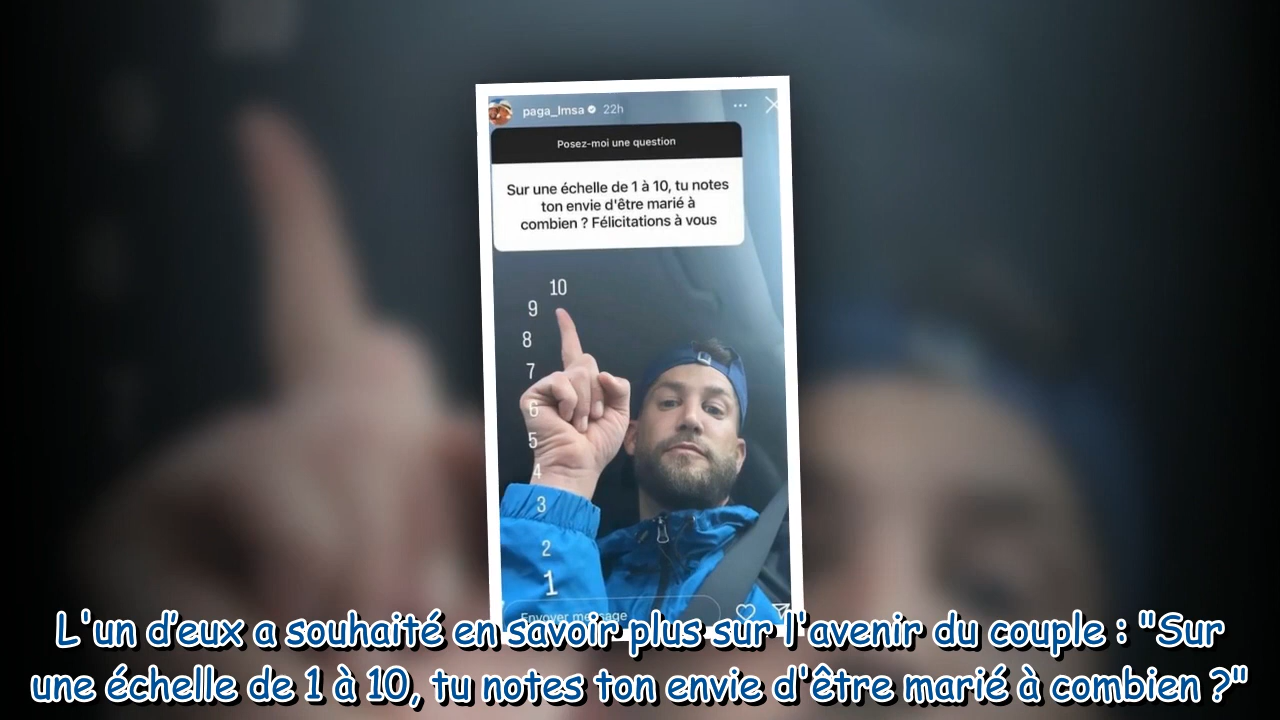 paga_lmsa 22h
Posez-moi une question
Sur une échelle de 1 à 10, tu notes
ton envie d'être marié à
combien ? Félicitations à vous
10
9
8
7
6
5
4
3
2
1
Envoyer message
L'un d’eux a souhaité en savoir plus sur l'avenir du couple : "Sur
une échelle de 1 à 10, tu notes ton envie d'être marié à combien ?"